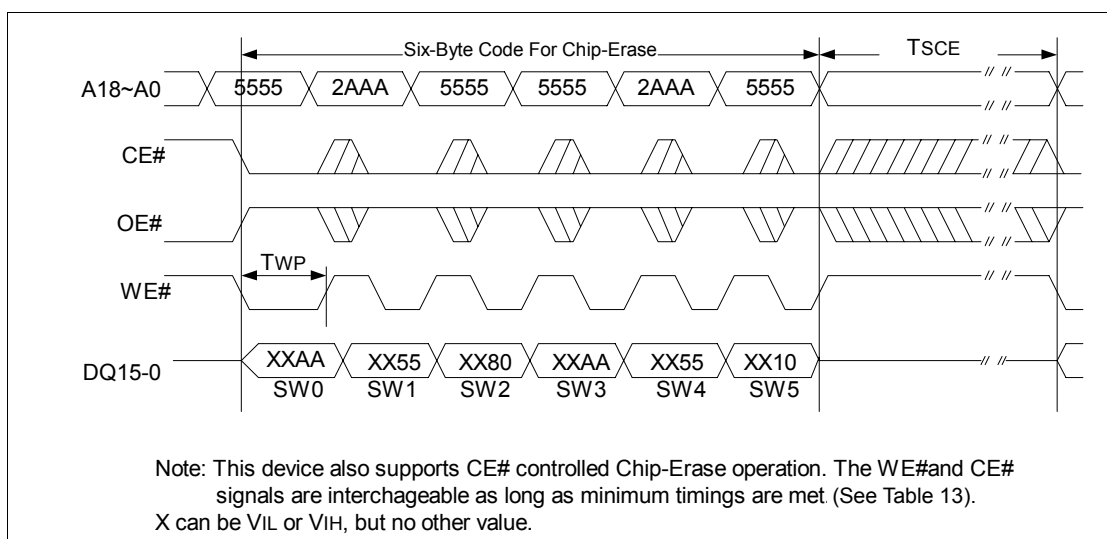 Six-Byte Code For Chip-Erase
TSCE
A18~A0
5555 2AAA 5555 5555 2AAA 5555
CE#
OE#
TWP
WE#
DQ15-0
XXAA XX55 XX80 XXAA XX55 XX10
SW0 SW1 SW2 SW3 SW4 SW5
Note: This device also supports CE# controlled Chip-Erase operation. The WE#and CE#
signals are interchageable as long as minimum timings are met. (See Table 13).
X can be VIL or VIH, but no other value.